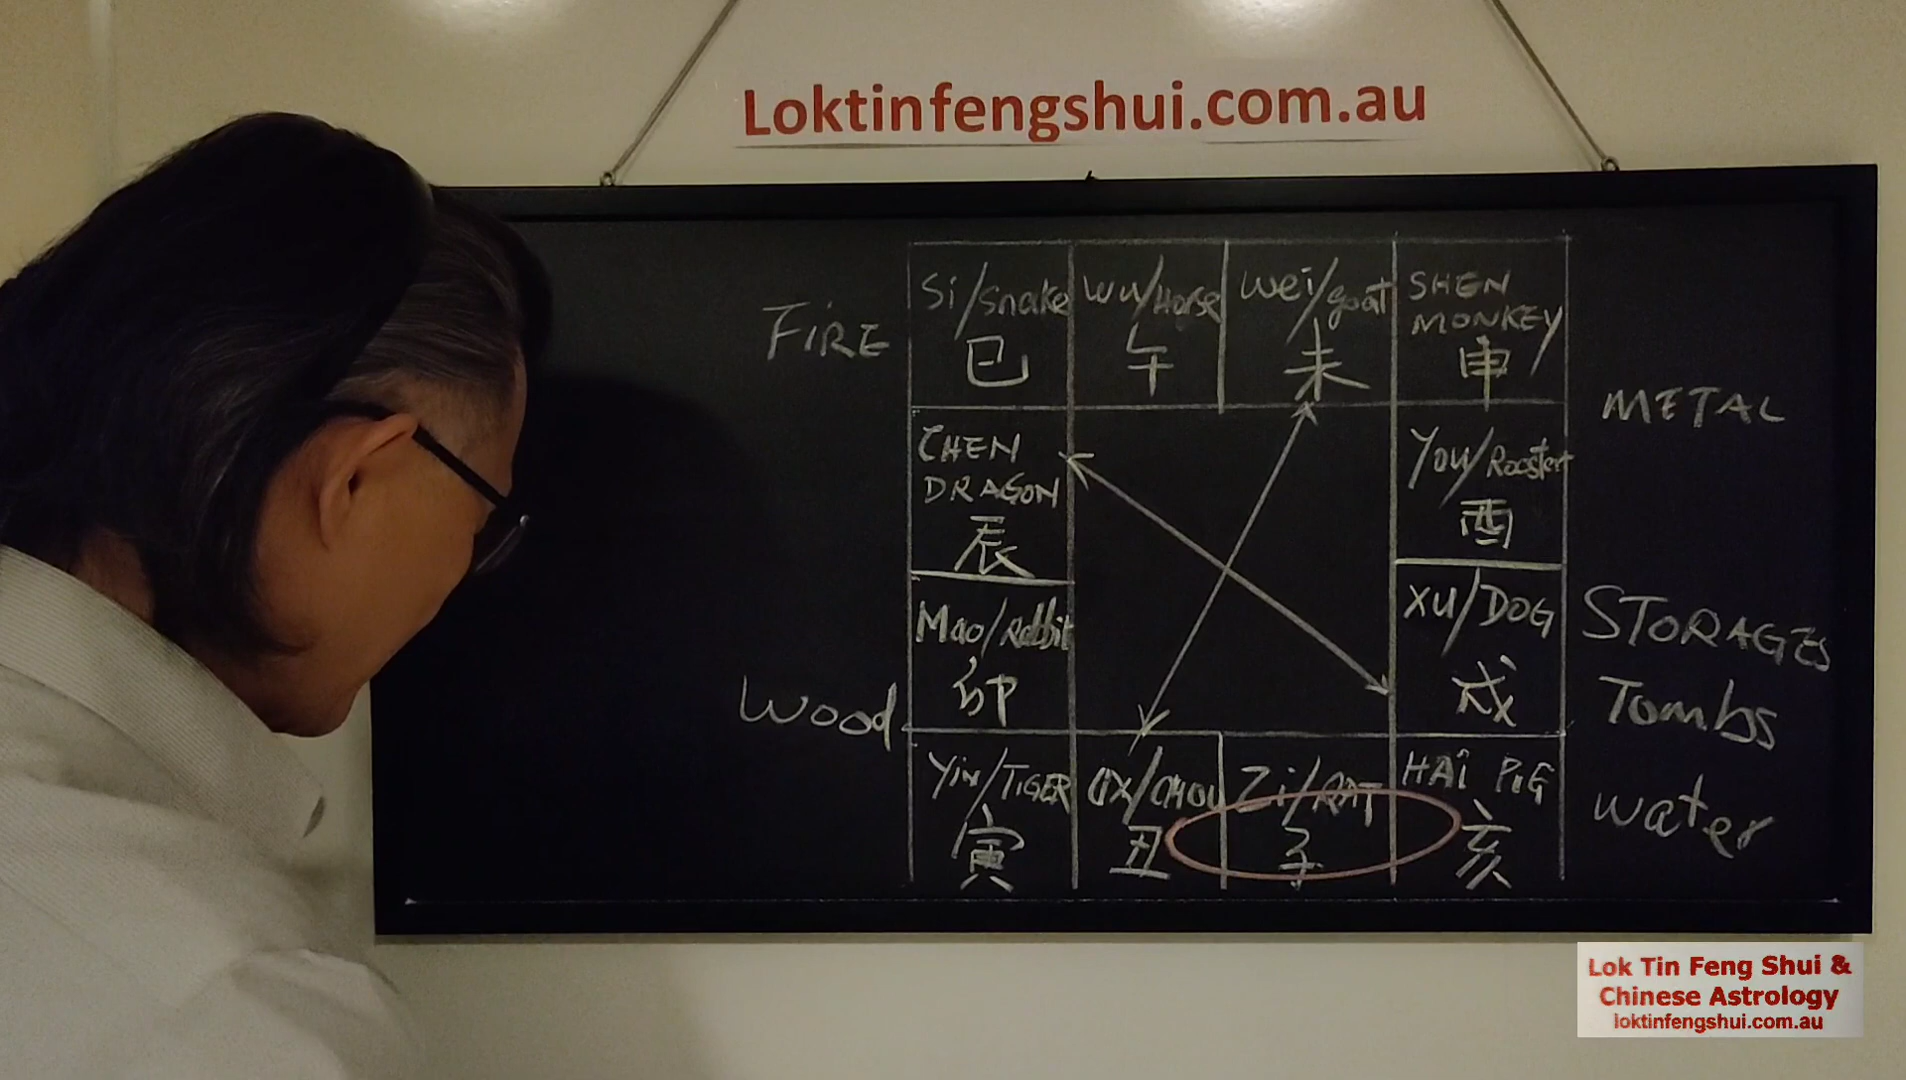 Loktinfengshui.com.au
FIRE
Si/Snake
巳
Wu/Horse
午
Wei/goat
未
SHEN
MONKEY
申
METAL
CHEN
DRAGON
辰
You/Rooster
酉
Mao/Rabbit
卯
XU/DOG
戌
STORAGES
Tombs
Wood
Yin/TIGER
寅
OX/CHOU
丑
Zi/RAT
子
HAI PIG
亥
water
Lok Tin Feng Shui &
Chinese Astrology
loktinfengshui.com.au